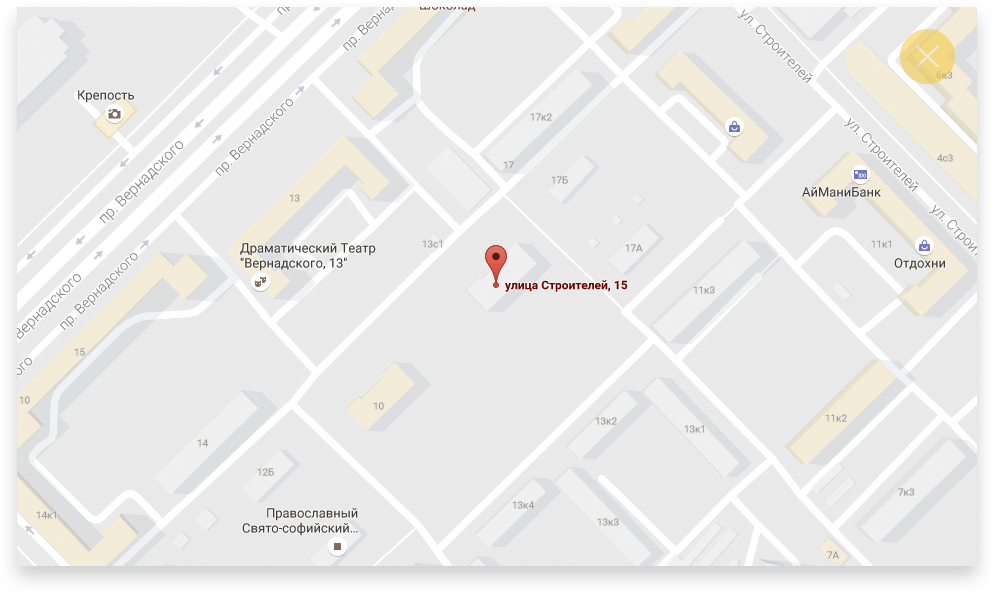 Шоколад
пр. Вернадского
ул. Строителей
6к3
Крепость
17к2
пр. Вернадского
ул. Строителей
4с3
пр. Вернадского
17
17Б
АйМаниБанк
13
ул. Строи
13с1
17А
11к1
Драматический Театр
"Вернадского, 13"
Отдохни
улица Строителей, 15
11к3
пр. Вернадского
Вернадского
15
10
10
14
13к2
13к1
11к2
12Б
14к1
Православный
Свято-софийский...
13к4
13к3
7к3
7А